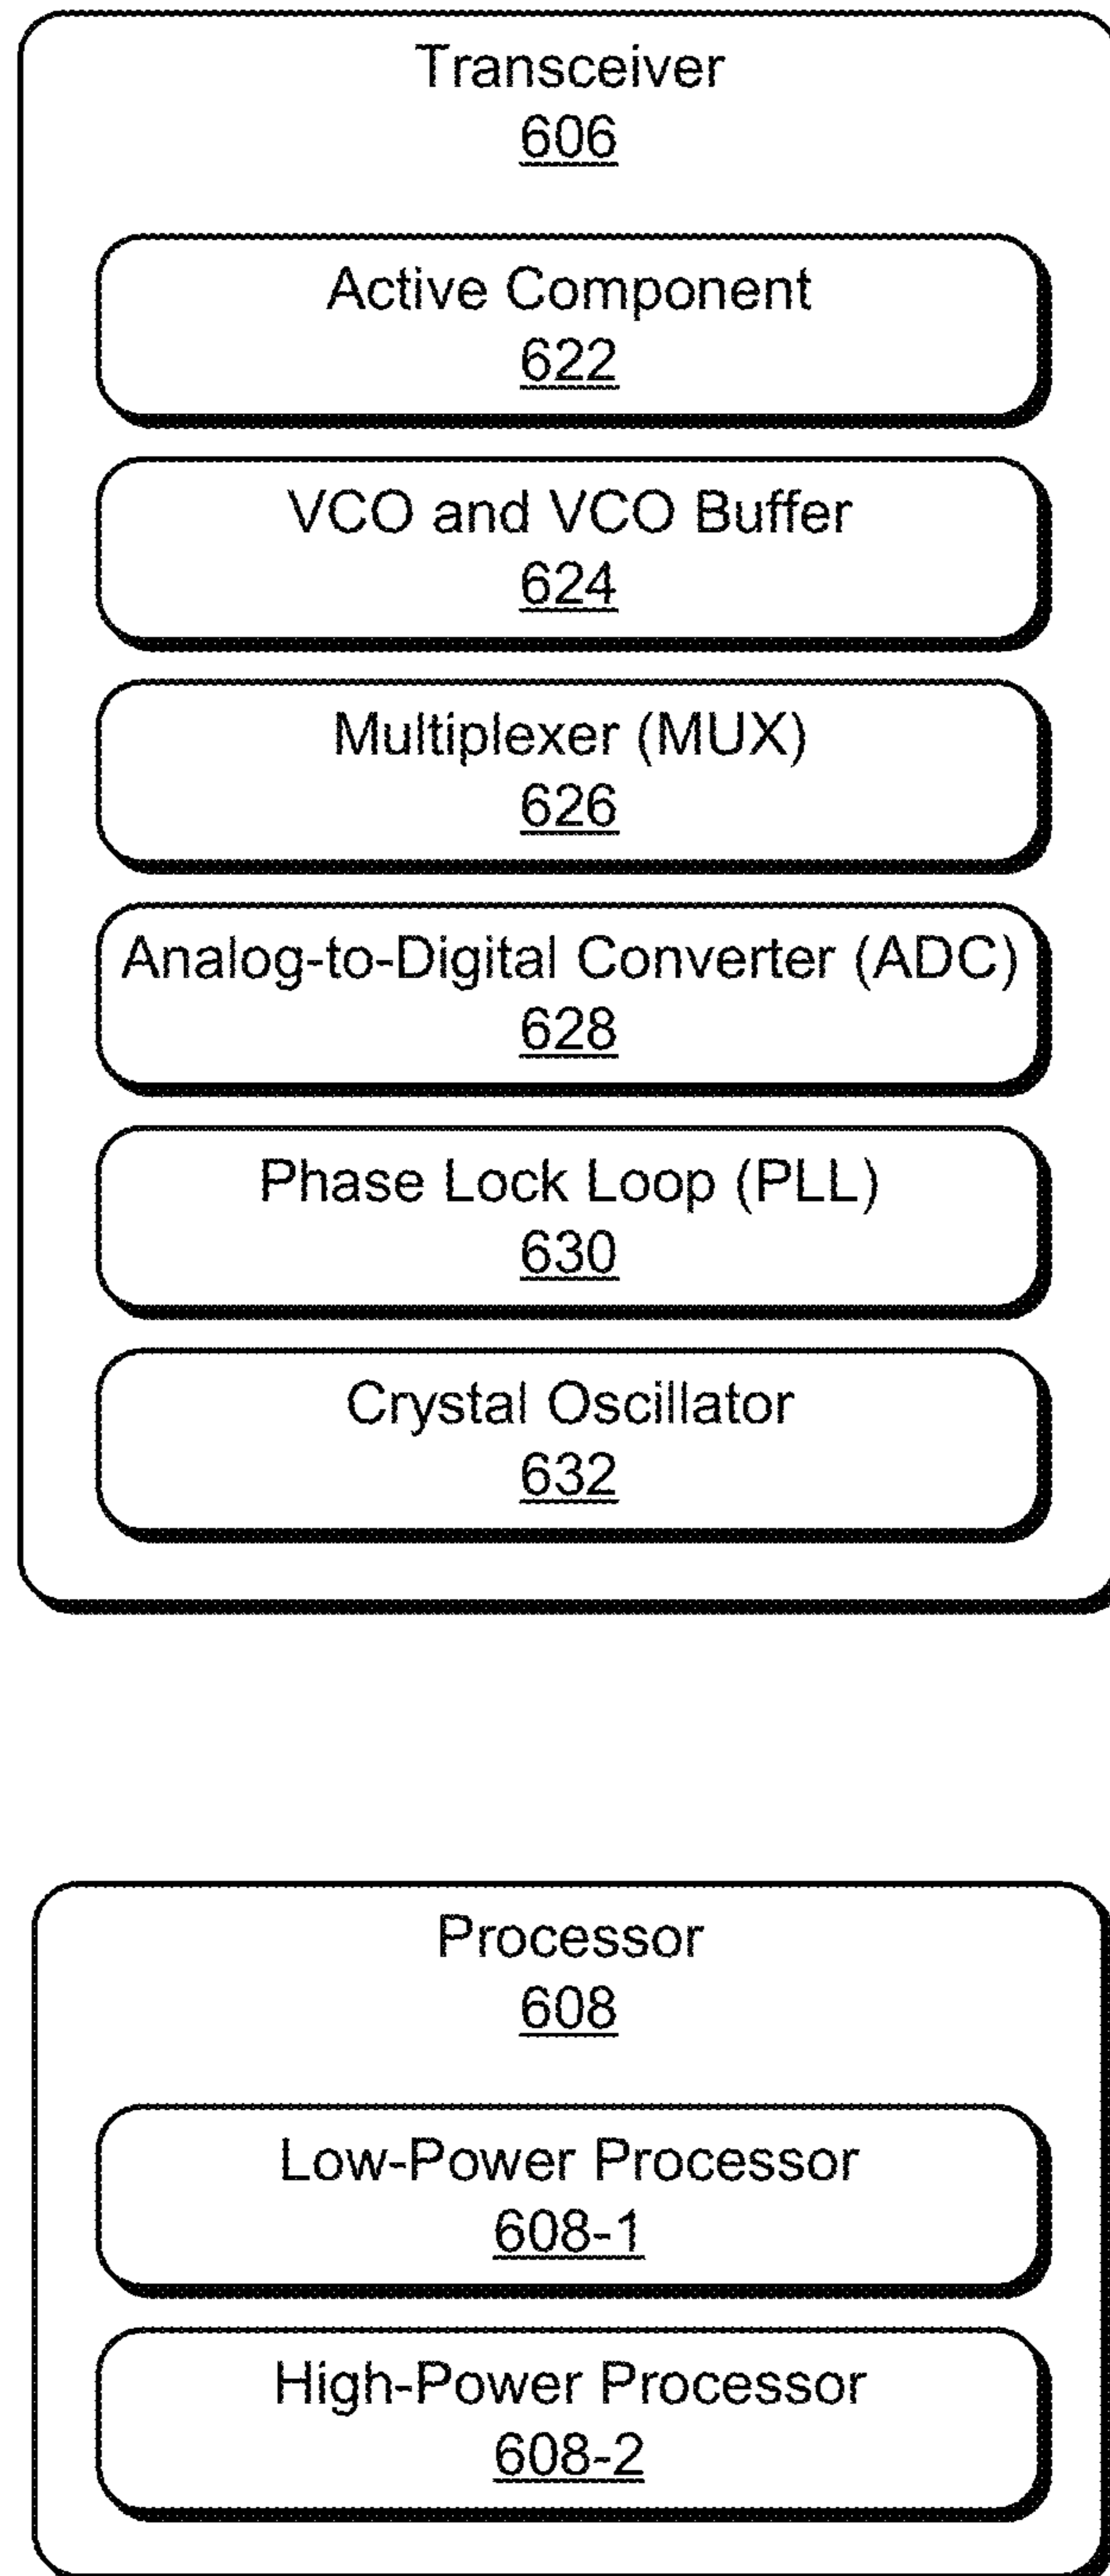 Transceiver
606
Active Component
622
VCO and VCO Buffer
624
Multiplexer (MUX)
626
Analog-to-Digital Converter (ADC)
628
Phase Lock Loop (PLL)
630
Crystal Oscillator
632
Processor
608
Low-Power Processor
608-1
High-Power Processor
608-2